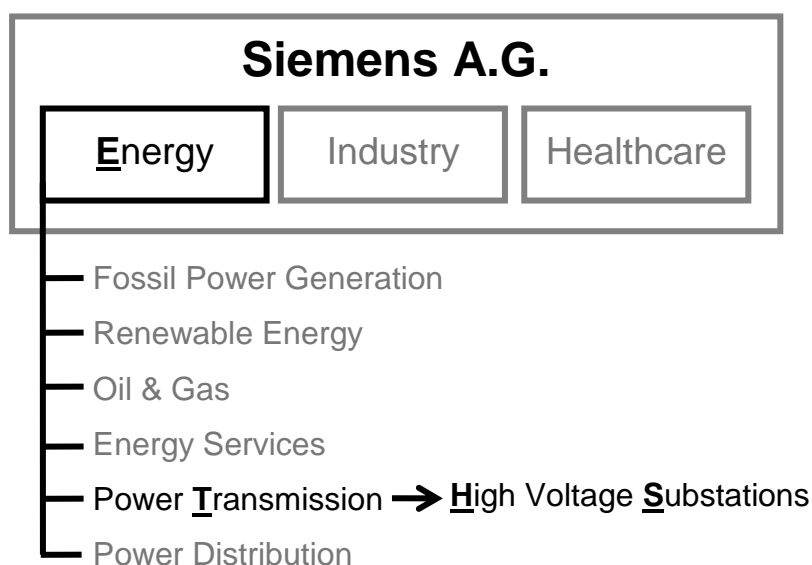 Siemens A.G.
Energy Industry Healthcare
Fossil Power Generation
Renewable Energy
Oil & Gas
Energy Services
Power Transmission High Voltage Substations
Power Distribution